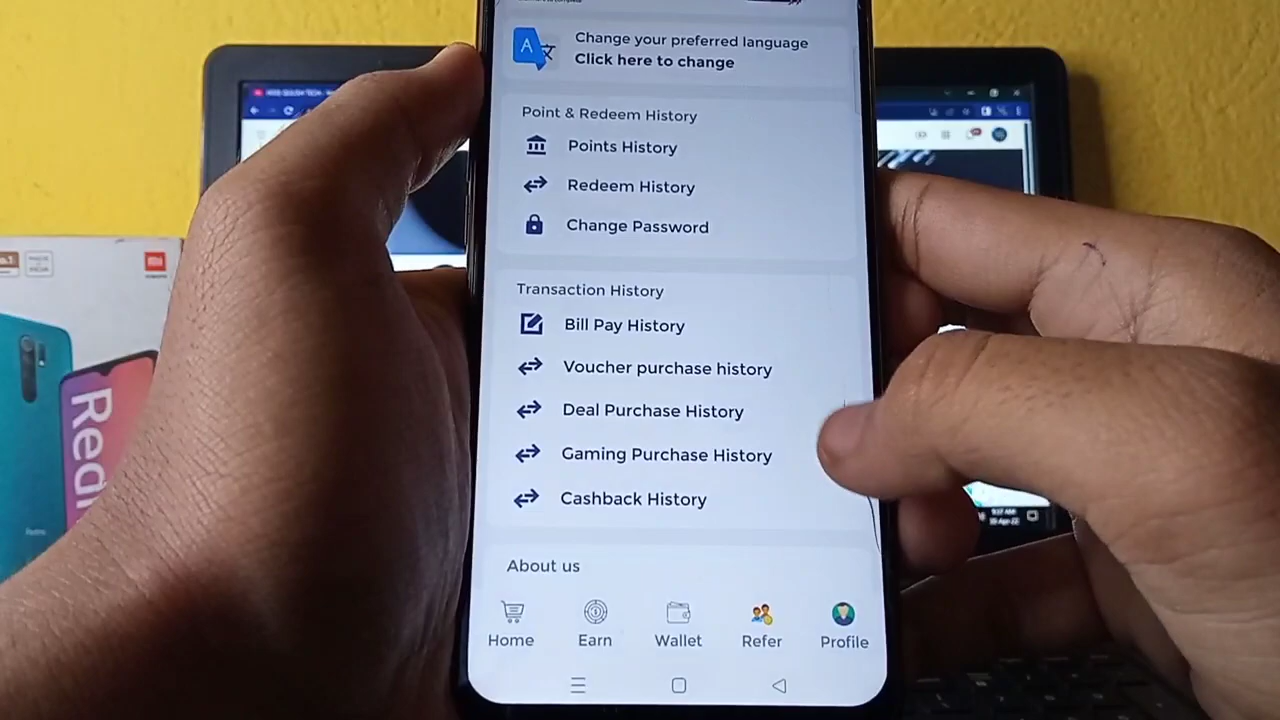 Change your preferred language
Click here to change
Point & Redeem History
Points History
Redeem History
Change Password
Transaction History
Bill Pay History
Voucher purchase history
Deal Purchase History
Gaming Purchase History
Cashback History
About us
Home
Earn
Wallet
Refer
Profile
Redmi